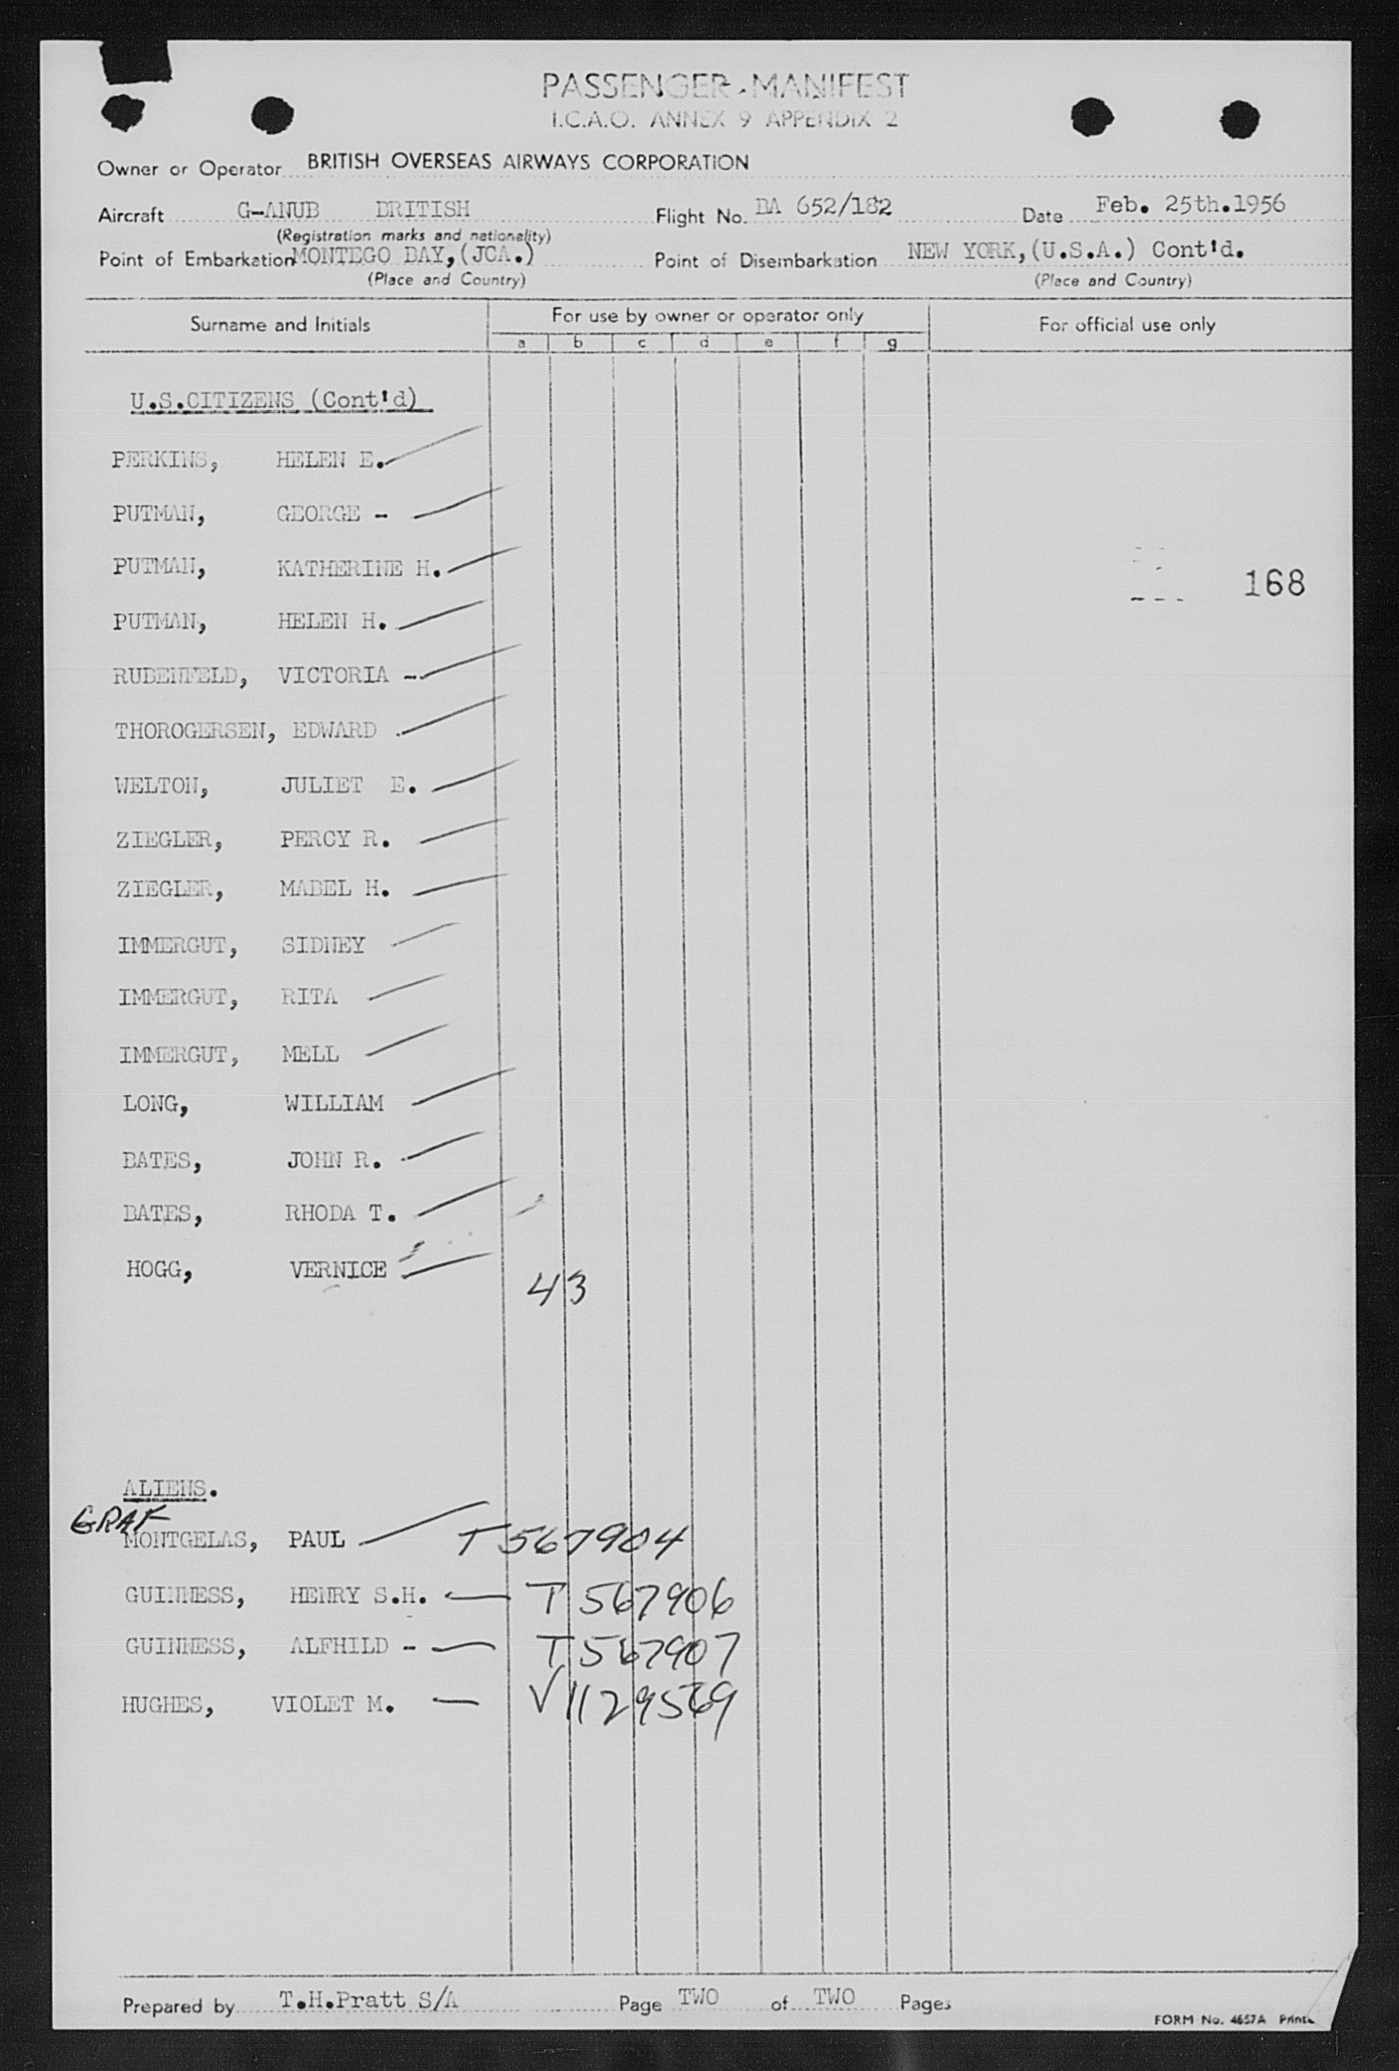 PASSENGER MANIFEST
I.C.A.O. ANNEX 9 APPENDIX 2
Owner or Operator BRITISH OVERSEAS AIRWAYS CORPORATION
Aircraft G-ANUB BRITISH Flight No. BA 652/182 Date Feb. 25th.1956
(Registration marks and nationality)
Point of Embarkation MONTEGO BAY,(JCA.) Point of Disembarkation NEW YORK,(U.S.A.) Cont'd.
(Place and Country) (Place and Country)
Surname and Initials For use by owner or operator only For official use only
a b c d e f g
U.S.CITIZENS (Cont'd)
PERKINS, HELEN E.
PUTMAN, GEORGE -
PUTMAN, KATHERINE H.
168
PUTMAN, HELEN H.
RUBENFELD, VICTORIA -
THOROGERSEN, EDWARD
WELTON, JULIET E.
ZIEGLER, PERCY R.
ZIEGLER, MABEL H.
IMMERGUT, SIDNEY
IMMERGUT, RITA
IMMERGUT, MELL
LONG, WILLIAM
BATES, JOHN R.
BATES, RHODA T.
HOGG, VERNICE
43
ALIENS.
GRAF
MONTGELAS, PAUL T567904
GUINNESS, HENRY S.H. T567906
GUINNESS, ALFHILD - T567907
HUGHES, VIOLET M. V1129569
Prepared by T.H.Pratt S/A Page TWO of TWO Pages
FORM No. 4657A